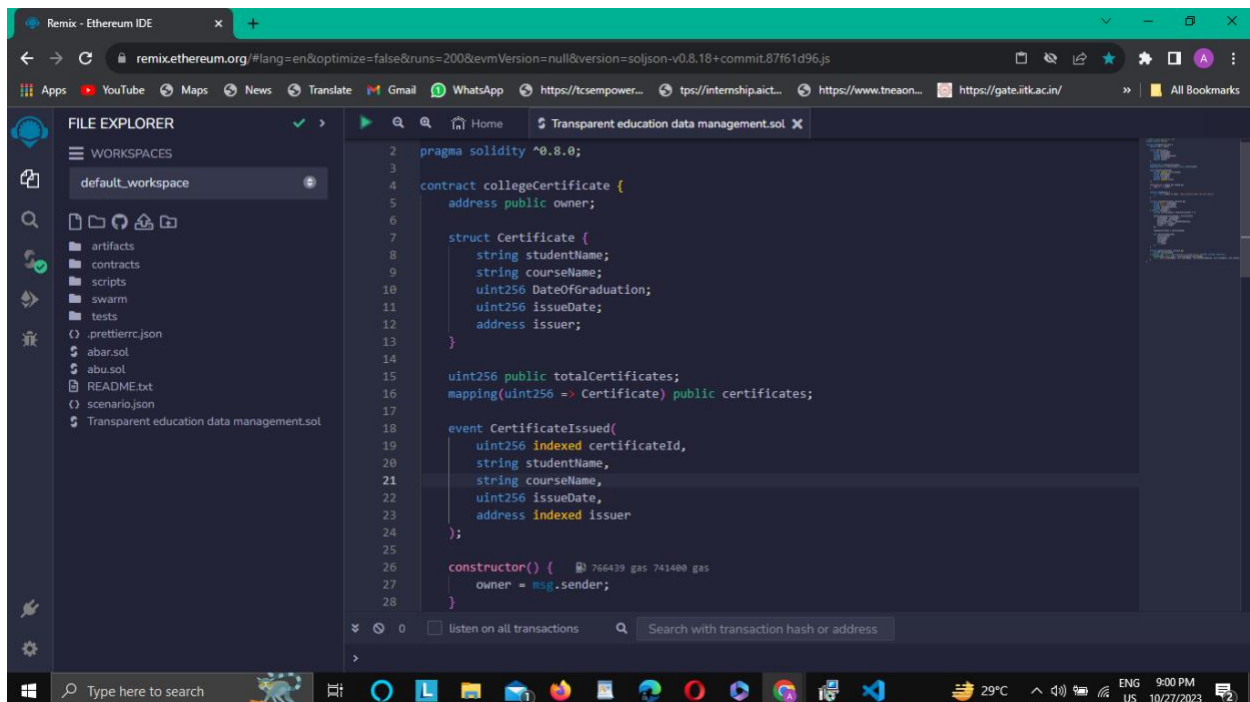 Remix - Ethereum IDE
remix.ethereum.org/#lang=en&optimize=false&runs=200&evmVersion=null&version=soljson-v0.8.18+commit.87f61d96.js
A
Apps YouTube Maps News Translate Gmail WhatsApp https://tcsempower... tps://internship.aict... https://www.tneaon... https://gate.iitk.ac.in/ » All Bookmarks
FILE EXPLORER
WORKSPACES
default_workspace
artifacts
contracts
scripts
swarm
tests
.prettierrc.json
abar.sol
abu.sol
README.txt
scenario.json
Transparent education data management.sol
Home Transparent education data management.sol
2 pragma solidity ^0.8.0;
3
4 contract collegeCertificate {
5 address public owner;
6
7 struct Certificate {
8 string studentName;
9 string courseName;
10 uint256 DateOfGraduation;
11 uint256 issueDate;
12 address issuer;
13 }
14
15 uint256 public totalCertificates;
16 mapping(uint256 => Certificate) public certificates;
17
18 event CertificateIssued(
19 uint256 indexed certificateId,
20 string studentName,
21 string courseName,
22 uint256 issueDate,
23 address indexed issuer
24 );
25
26 constructor() { 766439 gas 741400 gas
27 owner = msg.sender;
28 }
0 listen on all transactions Search with transaction hash or address
>
Type here to search
29°C
ENG 9:00 PM
US 10/27/2023